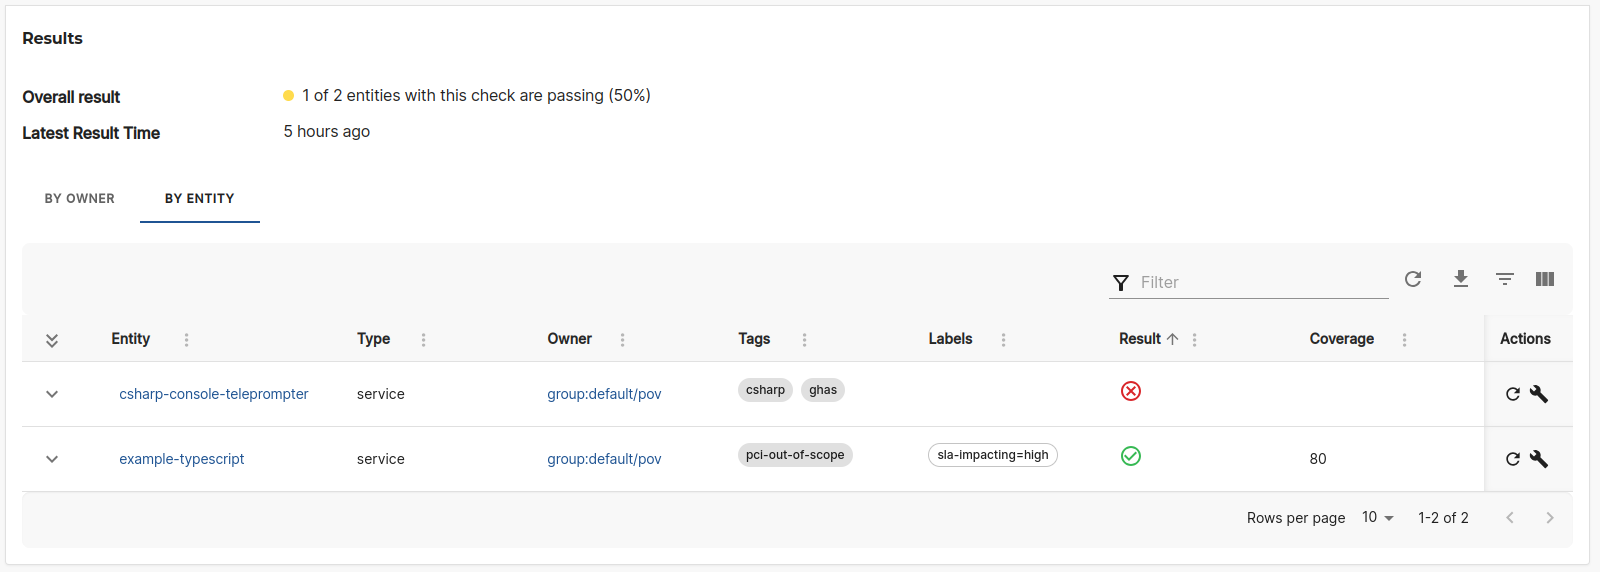 Results
Overall result 1 of 2 entities with this check are passing (50%)
Latest Result Time 5 hours ago
BY OWNER BY ENTITY
Filter
Entity Type Owner Tags Labels Result Coverage Actions
csharp-console-teleprompter service group:default/pov csharp ghas
example-typescript service group:default/pov pci-out-of-scope sla-impacting=high 80
Rows per page 10 1-2 of 2